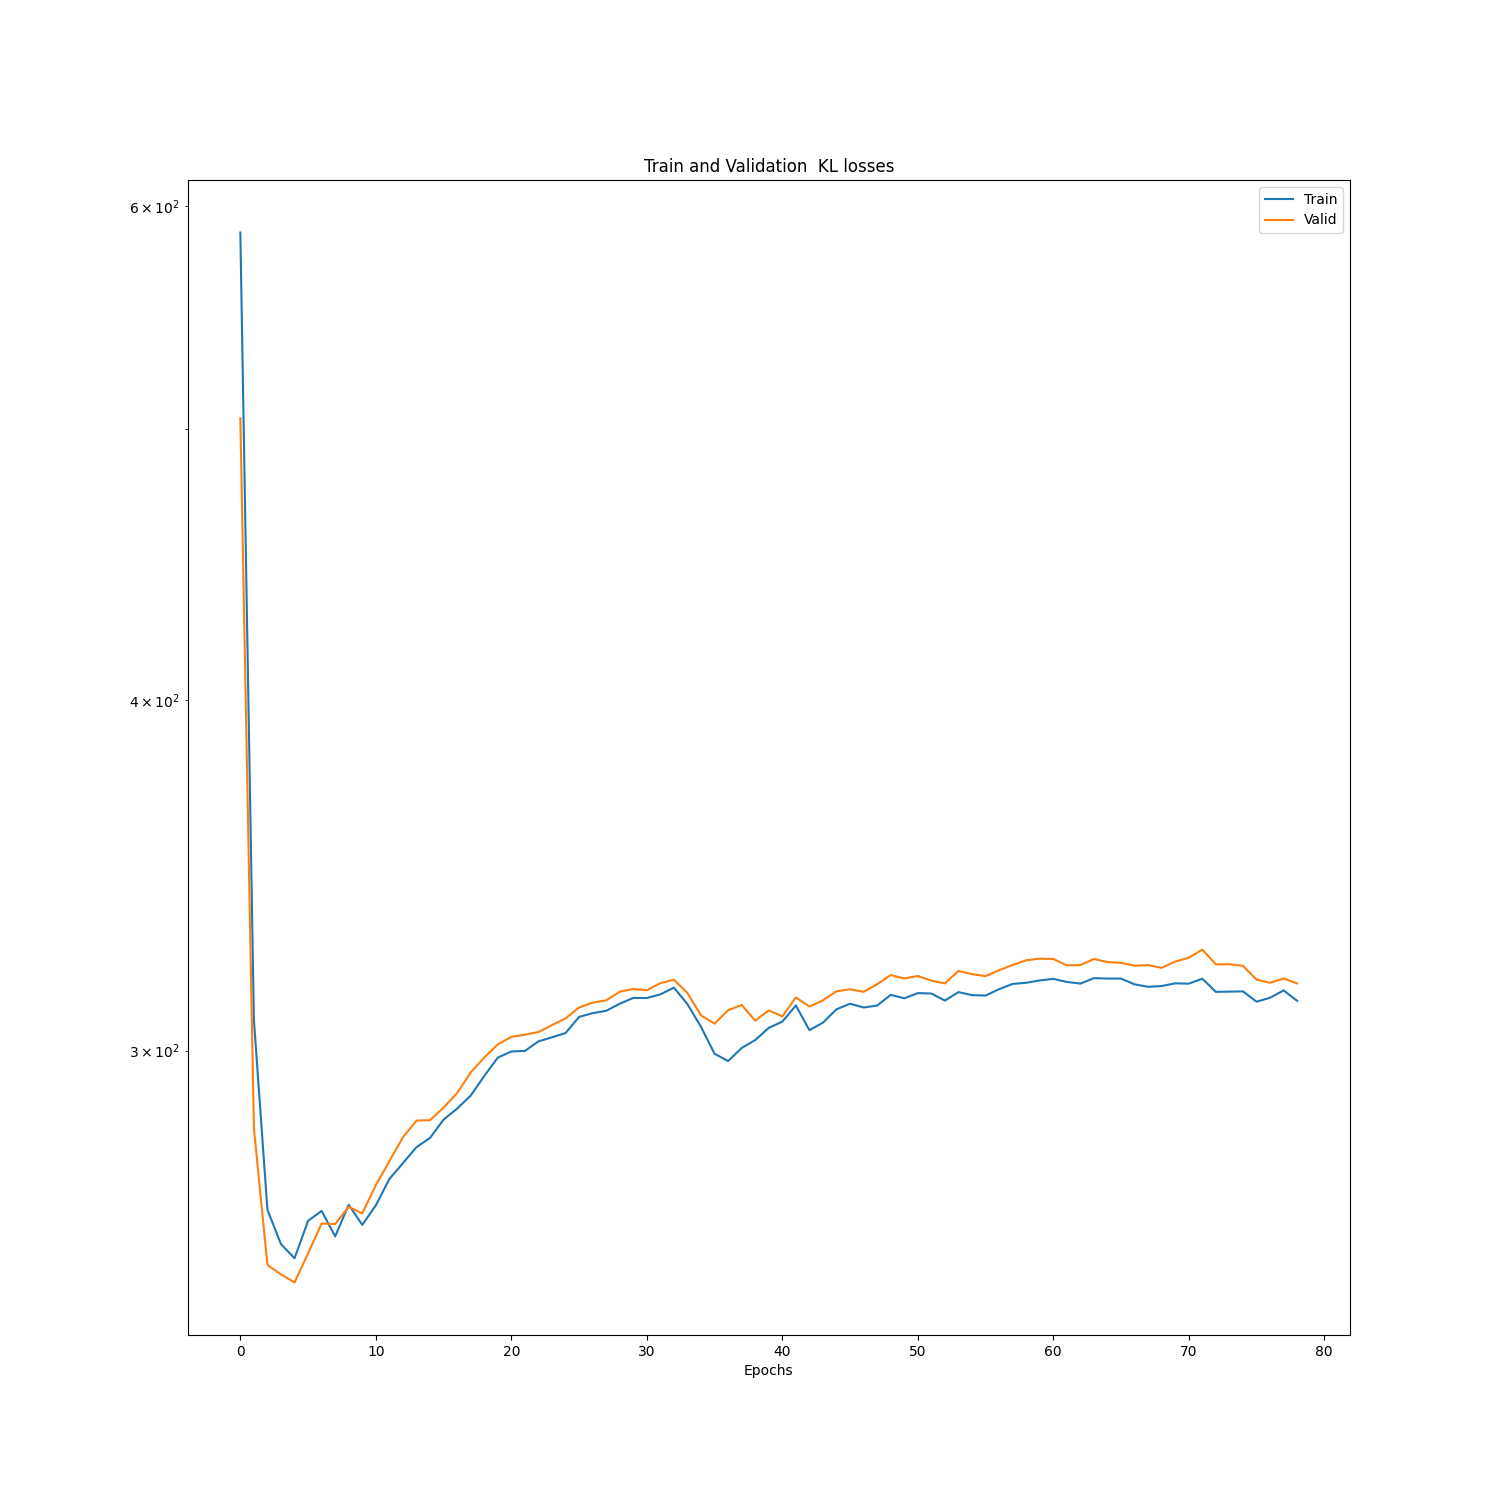 Train and Validation  KL losses
6 × 10²
Train
Valid
4 × 10²
3 × 10²
0 10 20 30 40 50 60 70 80
Epochs